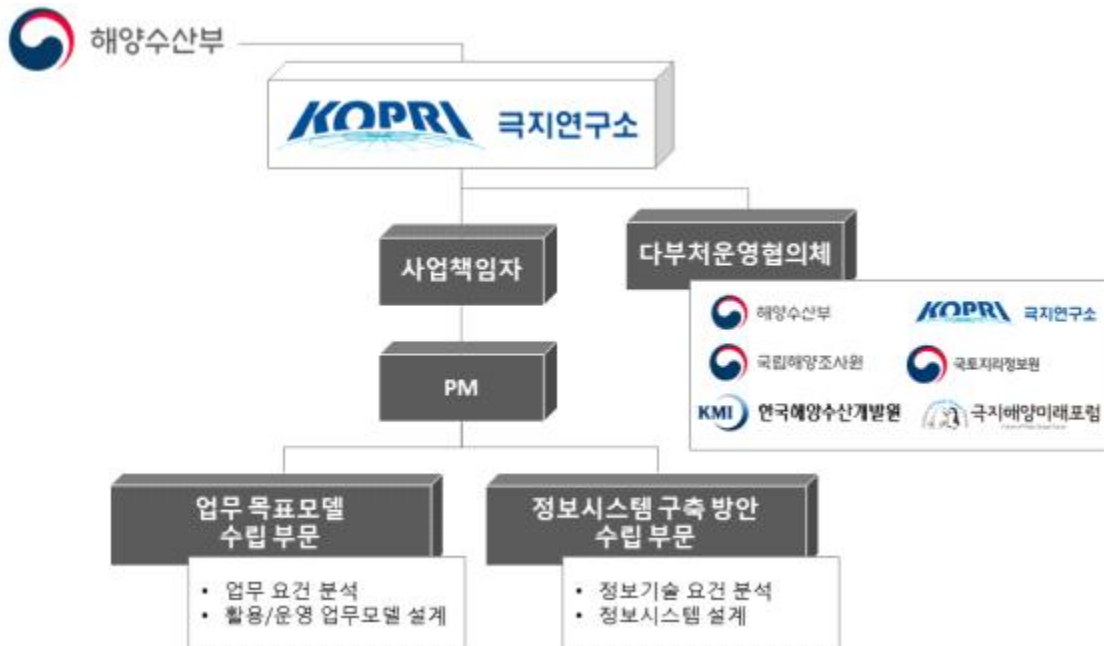 해양수산부
KOPRI 극지연구소
사업책임자
다부처운영협의체
해양수산부
KOPRI 극지연구소
국립해양조사원
국토지리정보원
KMI 한국해양수산개발원
극지해양미래포럼
PM
업무 목표모델
수립 부문
• 업무 요건 분석
• 활용/운영 업무모델 설계
정보시스템 구축 방안
수립 부문
• 정보기술 요건 분석
• 정보시스템 설계